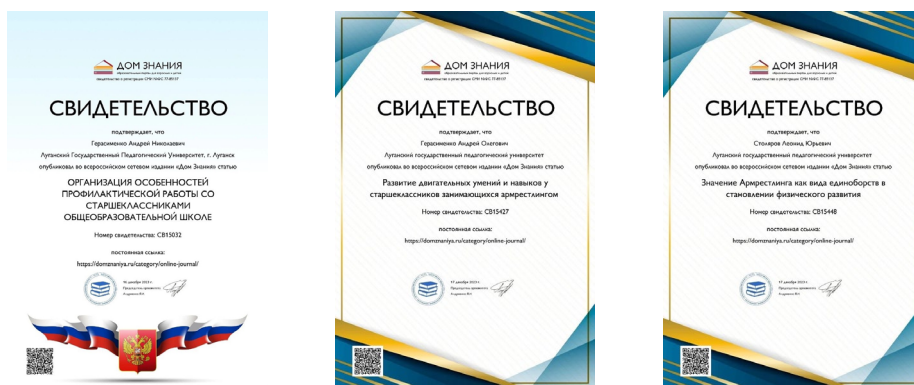 ДОМ ЗНАНИЯ
СВИДЕТЕЛЬСТВО
подтверждает, что
Герасименко Андрей Николаевич
Луганский Государственный Педагогический Университет, г. Луганск
опубликовал во всероссийском сетевом издании «Дом Знания» статью
ОРГАНИЗАЦИЯ ОСОБЕННОСТЕЙ
ПРОФИЛАКТИЧЕСКОЙ РАБОТЫ СО
СТАРШЕКЛАССНИКАМИ
ОБЩЕОБРАЗОВАТЕЛЬНОЙ ШКОЛЕ
Номер свидетельства: СВ15032
постоянная ссылка:
https://domznaniya.ru/category/online-journal/
ДОМ ЗНАНИЯ
СВИДЕТЕЛЬСТВО
подтверждает, что
Герасименко Андрей Олегович
Луганский государственный педагогический университет
опубликовал во всероссийском сетевом издании «Дом Знания» статью
Развитие двигательных умений и навыков у
старшеклассников занимающихся армрестлингом
Номер свидетельства: СВ15427
постоянная ссылка:
https://domznaniya.ru/category/online-journal/
ДОМ ЗНАНИЯ
СВИДЕТЕЛЬСТВО
подтверждает, что
Столяров Леонид Юрьевич
Луганский государственный педагогический университет
опубликовал во всероссийском сетевом издании «Дом Знания» статью
Значение Армрестлинга как вида единоборств в
становлении физического развития
Номер свидетельства: СВ15448
постоянная ссылка:
https://domznaniya.ru/category/online-journal/